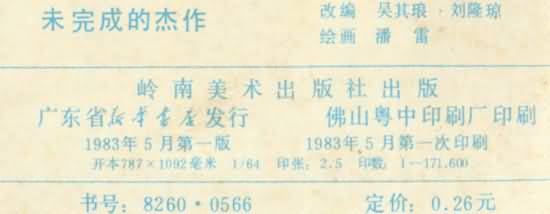 未完成的杰作
改编 吴其琅·刘隆琼
绘画 潘 雷
岭南美术出版社出版
广东省新华书店发行 佛山粤中印刷厂印刷
1983年5月第一版 1983年5月第一次印刷
开本787×1092毫米 1/64 印张：2.5 印数：1—171,600
书号：8260·0566 定价：0.26元